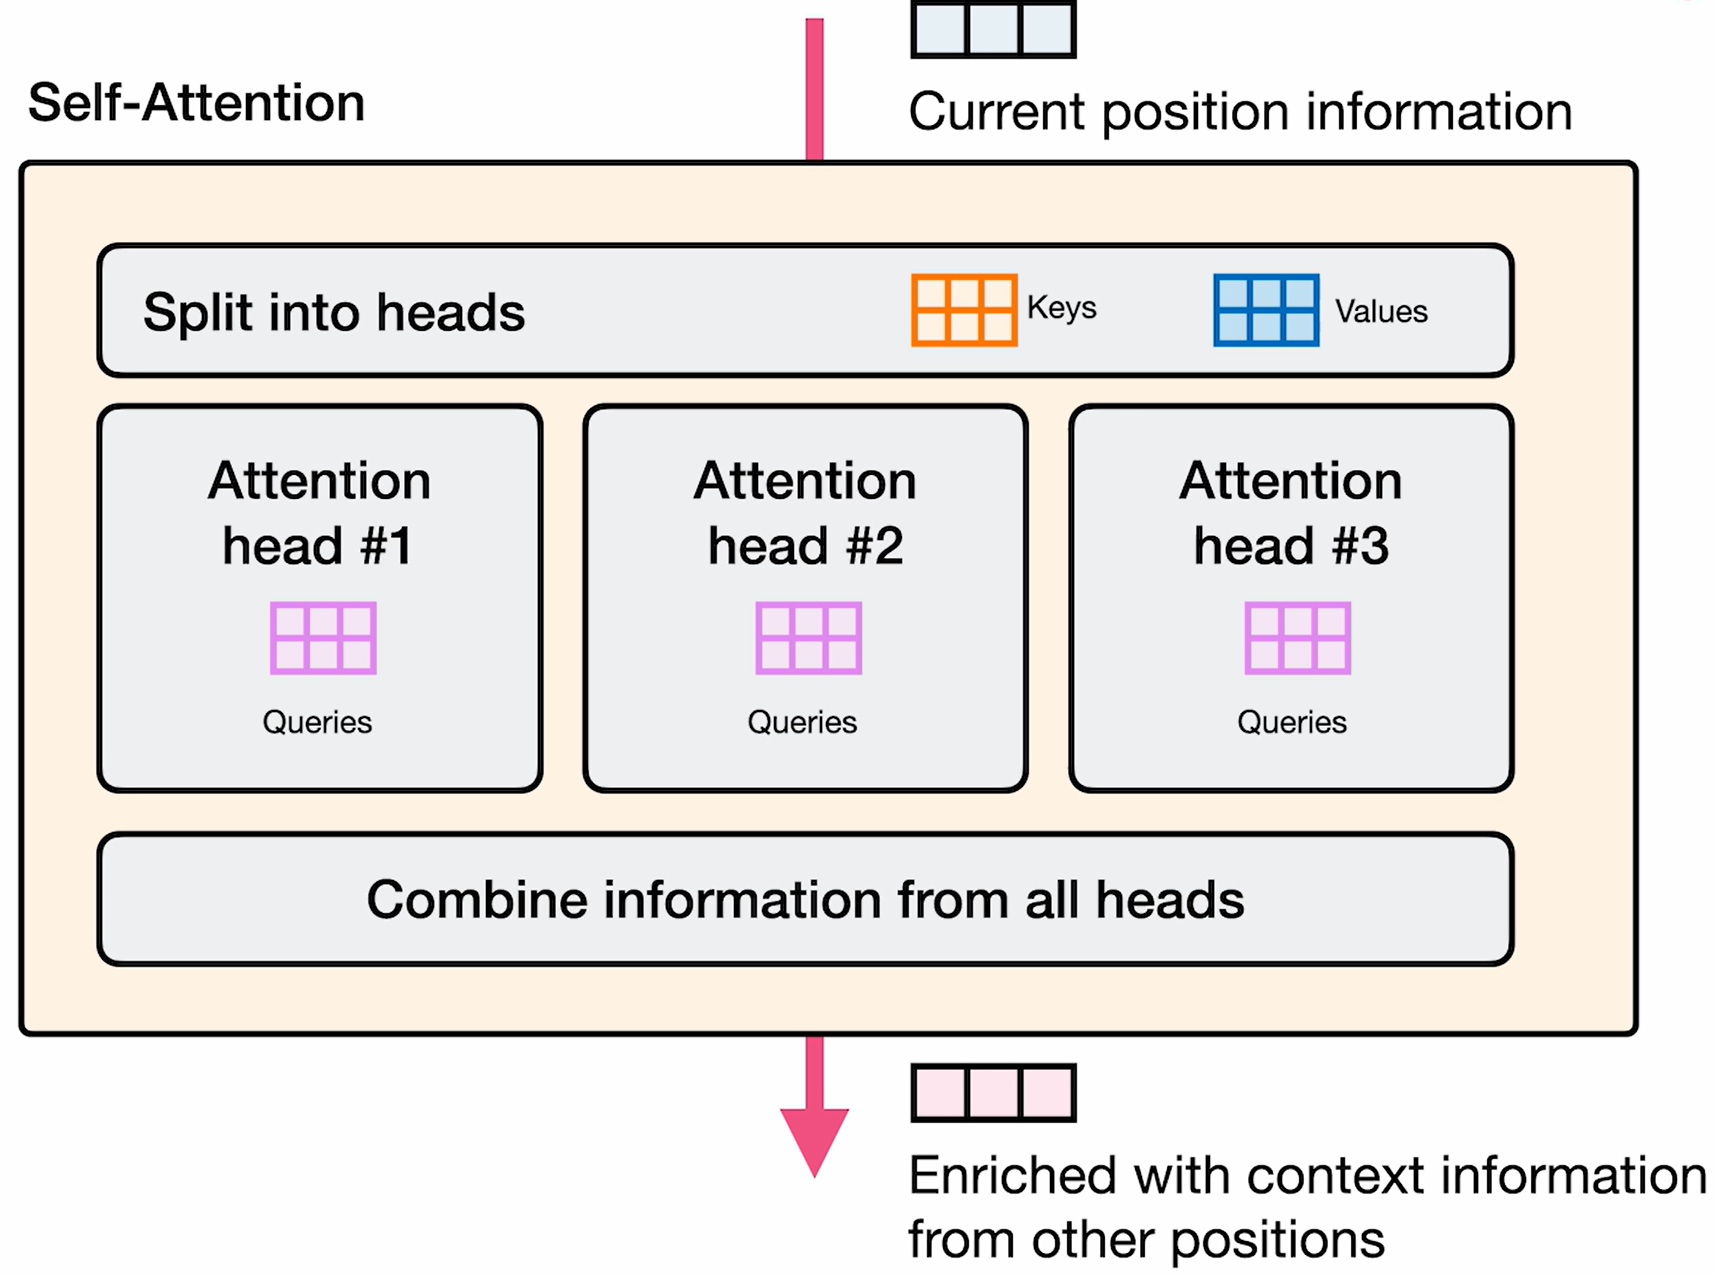 Self-Attention
Current position information
Split into heads
Keys
Values
Attention
head #1
Queries
Attention
head #2
Queries
Attention
head #3
Queries
Combine information from all heads
Enriched with context information
from other positions